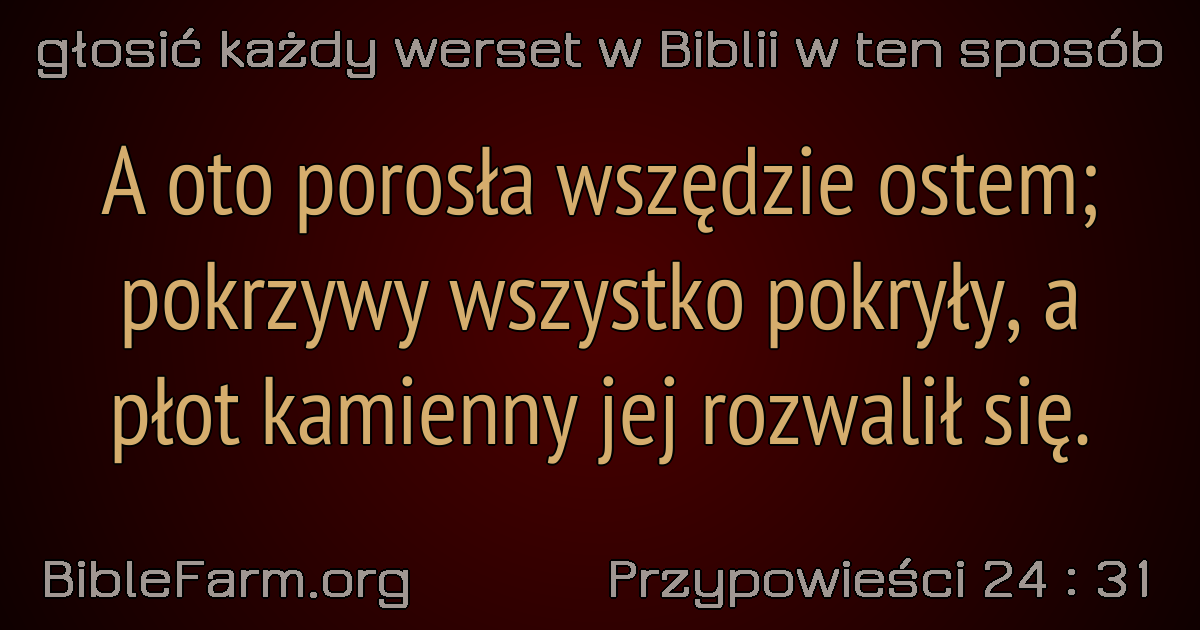 głosić każdy werset w Biblii w ten sposób
A oto porosła wszędzie ostem;
pokrzywy wszystko pokryły, a
płot kamienny jej rozwalił się.
BibleFarm.org
Przypowieści 24 : 31